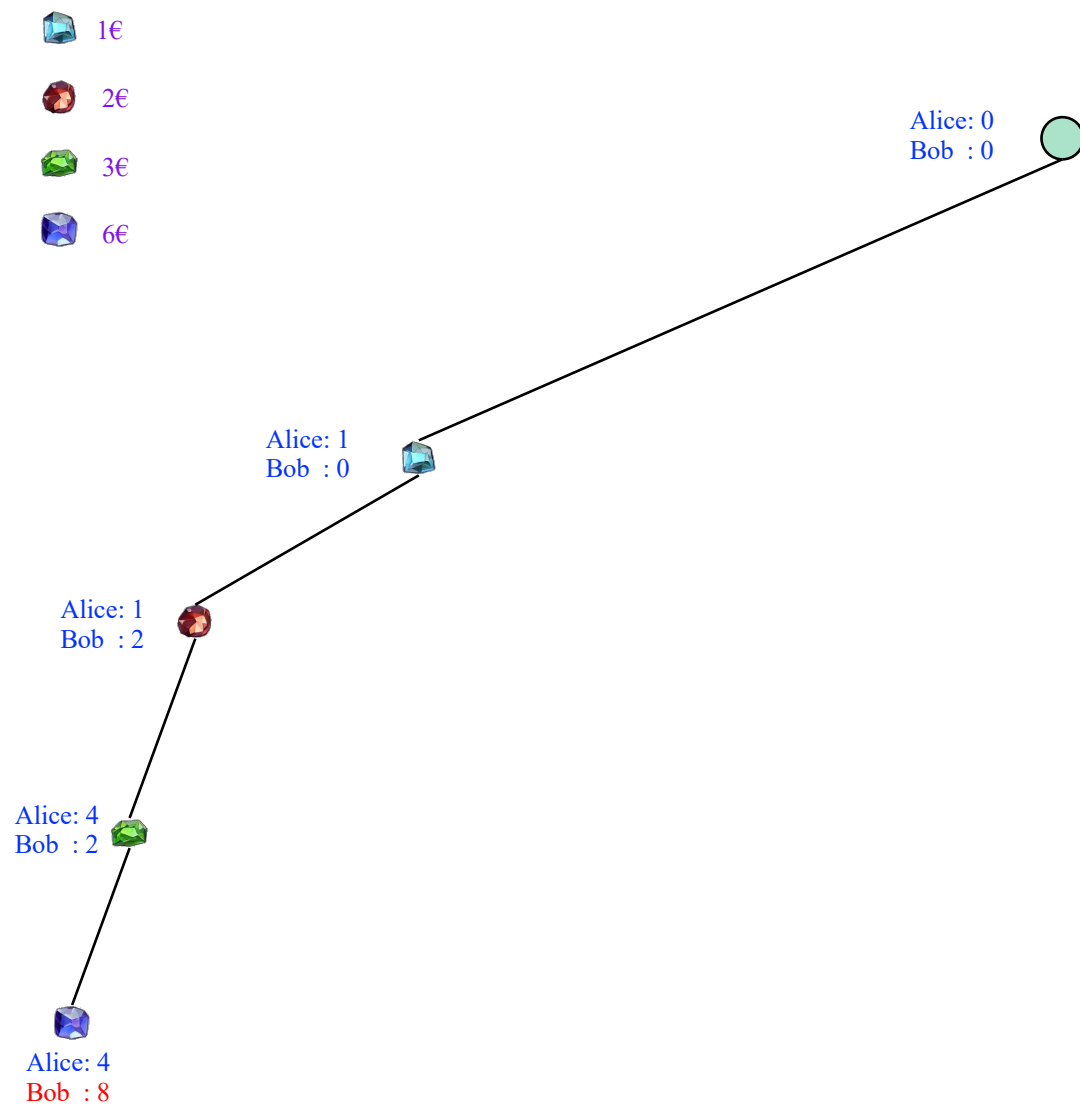 1€
2€
3€
6€
Alice: 0
Bob : 0
Alice: 1
Bob : 0
Alice: 1
Bob : 2
Alice: 4
Bob : 2
Alice: 4
Bob : 8